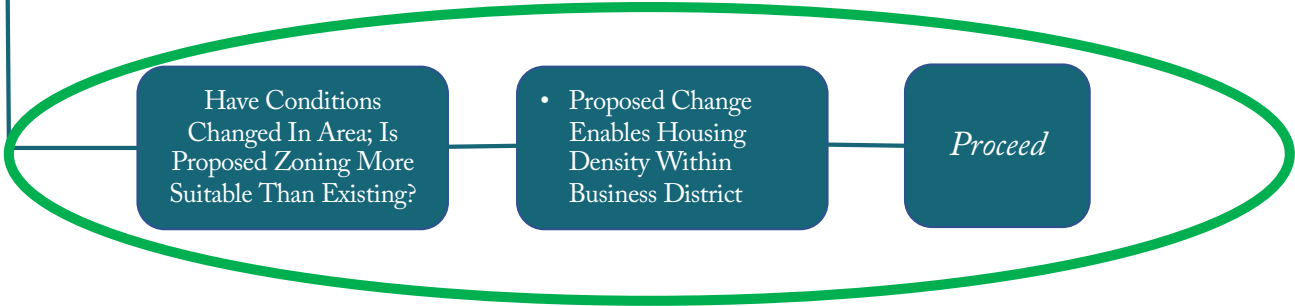 Have Conditions
Changed In Area; Is
Proposed Zoning More
Suitable Than Existing?
• Proposed Change
Enables Housing
Density Within
Business District
Proceed